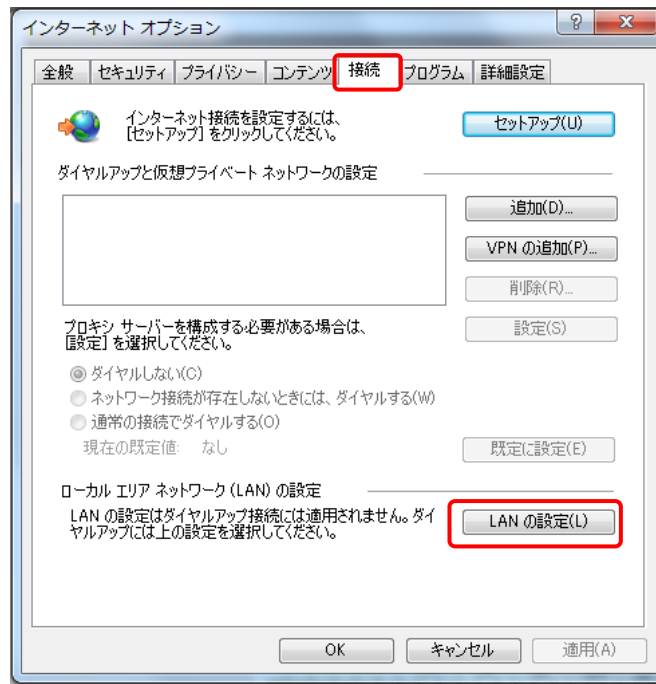 インターネット オプション
全般 セキュリティ プライバシー コンテンツ 接続 プログラム 詳細設定
インターネット接続を設定するには、
[セットアップ] をクリックしてください。
セットアップ(U)
ダイヤルアップと仮想プライベート ネットワークの設定
追加(D)...
VPN の追加(P)...
削除(R)...
プロキシ サーバーを構成する必要がある場合は、
[設定] を選択してください。
設定(S)
ダイヤルしない(C)
ネットワーク接続が存在しないときには、ダイヤルする(W)
通常の接続でダイヤルする(O)
現在の既定値: なし
既定に設定(E)
ローカル エリア ネットワーク (LAN) の設定
LAN の設定はダイヤルアップ接続には適用されません。ダイ
ヤルアップには上の設定を選択してください。
LAN の設定(L)
OK キャンセル 適用(A)